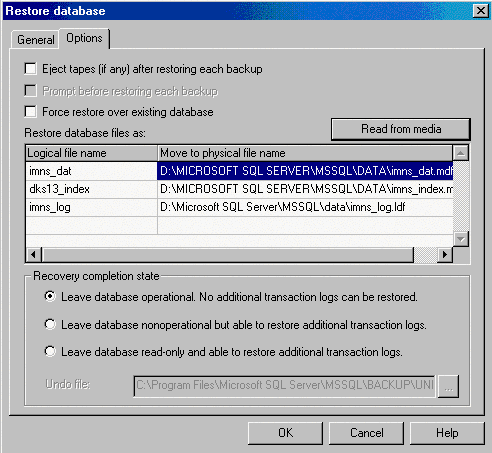 Restore database
General
Options
Eject tapes (if any) after restoring each backup
Prompt before restoring each backup
Force restore over existing database
Restore database files as:
Read from media
Logical file name Move to physical file name
imns_dat D:\MICROSOFT SQL SERVER\MSSQL\DATA\imns_dat.mdf
dks13_index D:\MICROSOFT SQL SERVER\MSSQL\DATA\imns_index.m
imns_log D:\Microsoft SQL Server\MSSQL\data\imns_log.ldf
Recovery completion state
Leave database operational. No additional transaction logs can be restored.
Leave database nonoperational but able to restore additional transaction logs.
Leave database read-only and able to restore additional transaction logs.
Undo file: C:\Program Files\Microsoft SQL Server\MSSQL\BACKUP\UNI ...
OK Cancel Help